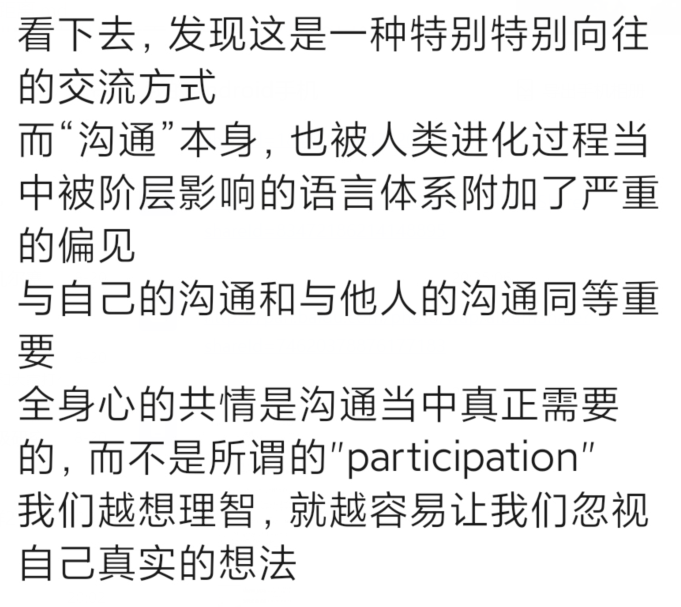 看下去，发现这是一种特别特别向往
的交流方式
而“沟通”本身，也被人类进化过程当
中被阶层影响的语言体系附加了严重
的偏见
与自己的沟通和与他人的沟通同等重
要
全身心的共情是沟通当中真正需要
的，而不是所谓的"participation"
我们越想理智，就越容易让我们忽视
自己真实的想法